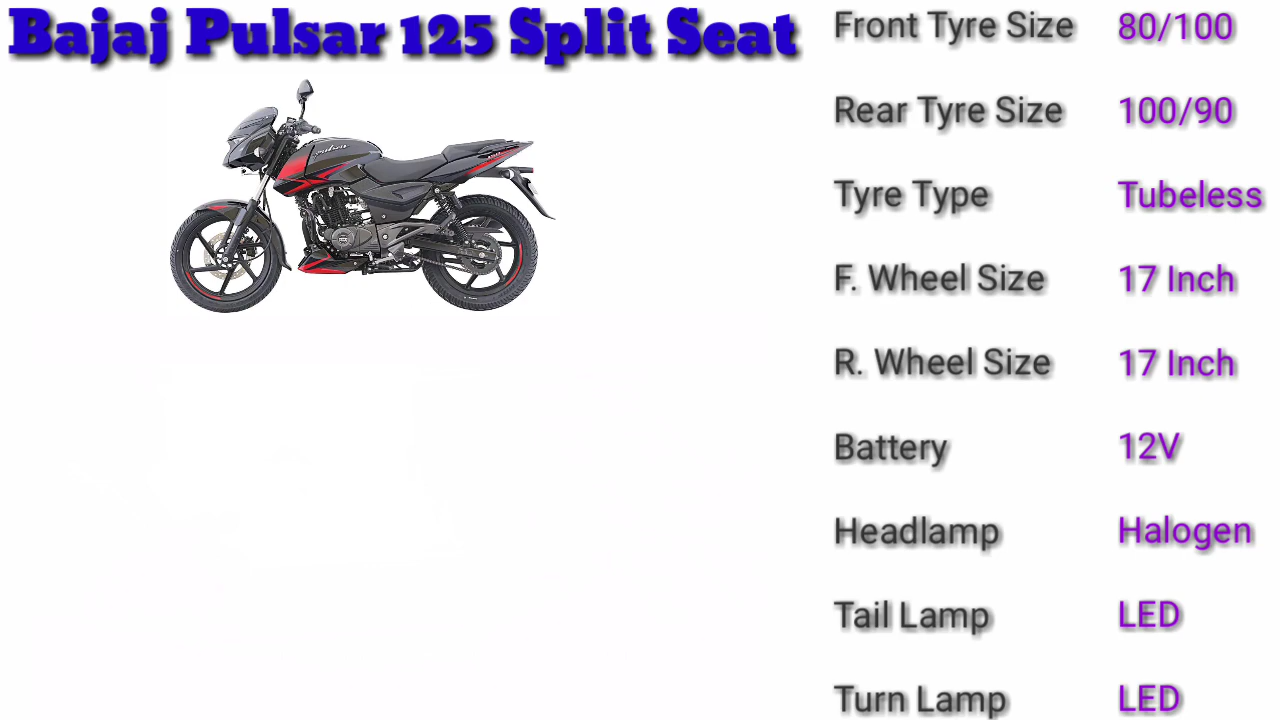 Bajaj Pulsar 125 Split Seat
Front Tyre Size 80/100
Rear Tyre Size 100/90
Tyre Type Tubeless
F. Wheel Size 17 Inch
R. Wheel Size 17 Inch
Battery 12V
Headlamp Halogen
Tail Lamp LED
Turn Lamp LED
pulsar